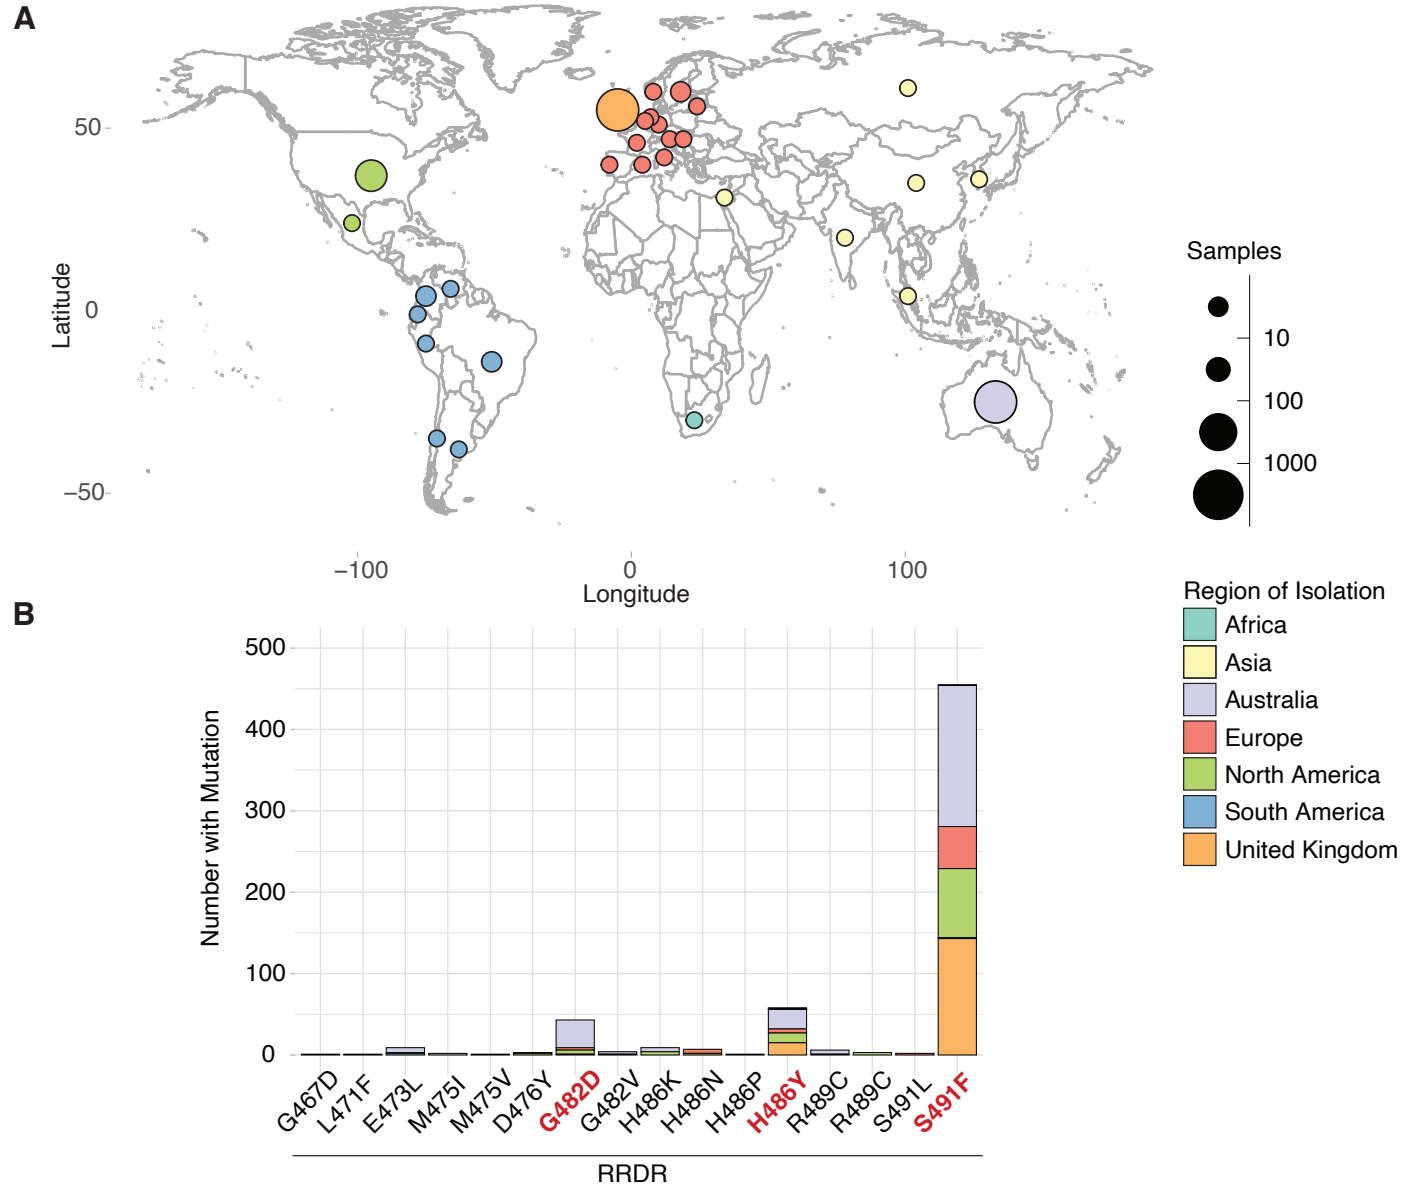 A
50
0
−50
Latitude
−100
0
100
Longitude
Samples
10
100
1000
Region of Isolation
Africa
Asia
Australia
Europe
North America
South America
United Kingdom
B
500
400
300
200
100
0
Number with Mutation
G467D
L471F
E473L
M475I
M475V
D476Y
G482D
G482V
H486K
H486N
H486P
H486Y
R489C
R489C
S491L
S491F
RRDR